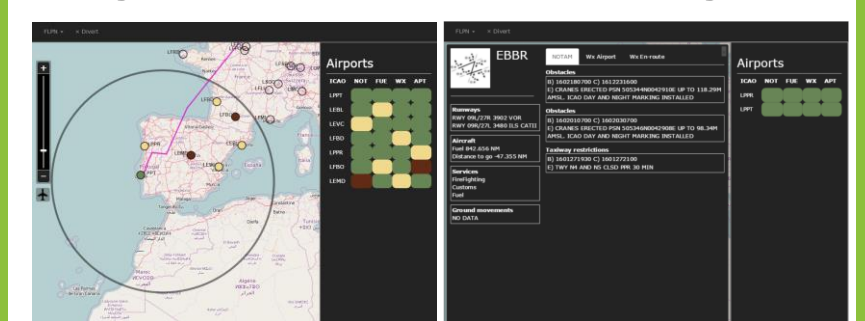 FLPN
× Divert
Airports
ICAO NOT FUE WX APT
LPPT
LEBL
LEVC
LFBD
LPPR
LFBO
LEMD
FLPN
× Divert
EBBR
NOTAM Wx Airport Wx En-route
Runways
RWY 09L/27R 3902 VOR
RWY 09R/27L 3480 ILS CATII
Aircraft
Fuel 842.656 NM
Distance to go -47.355 NM
Services
FireFighting
Customs
Fuel
Ground movements
NO DATA
Obstacles
B) 1602180700 C) 1612231600
E) CRANES ERECTED PSN 505344N0042910E UP TO 118.29M
AMSL. ICAO DAY AND NIGHT MARKING INSTALLED
Obstacles
B) 1602010700 C) 1602030700
E) CRANES ERECTED PSN 505346N0042908E UP TO 98.34M
AMSL. ICAO DAY AND NIGHT MARKING INSTALLED
Taxiway restrictions
B) 1601271930 C) 1601272100
E) TWY N4 AND N5 CLSD PPR 30 MIN
Airports
ICAO NOT FUE WX APT
LPPR
LPPT